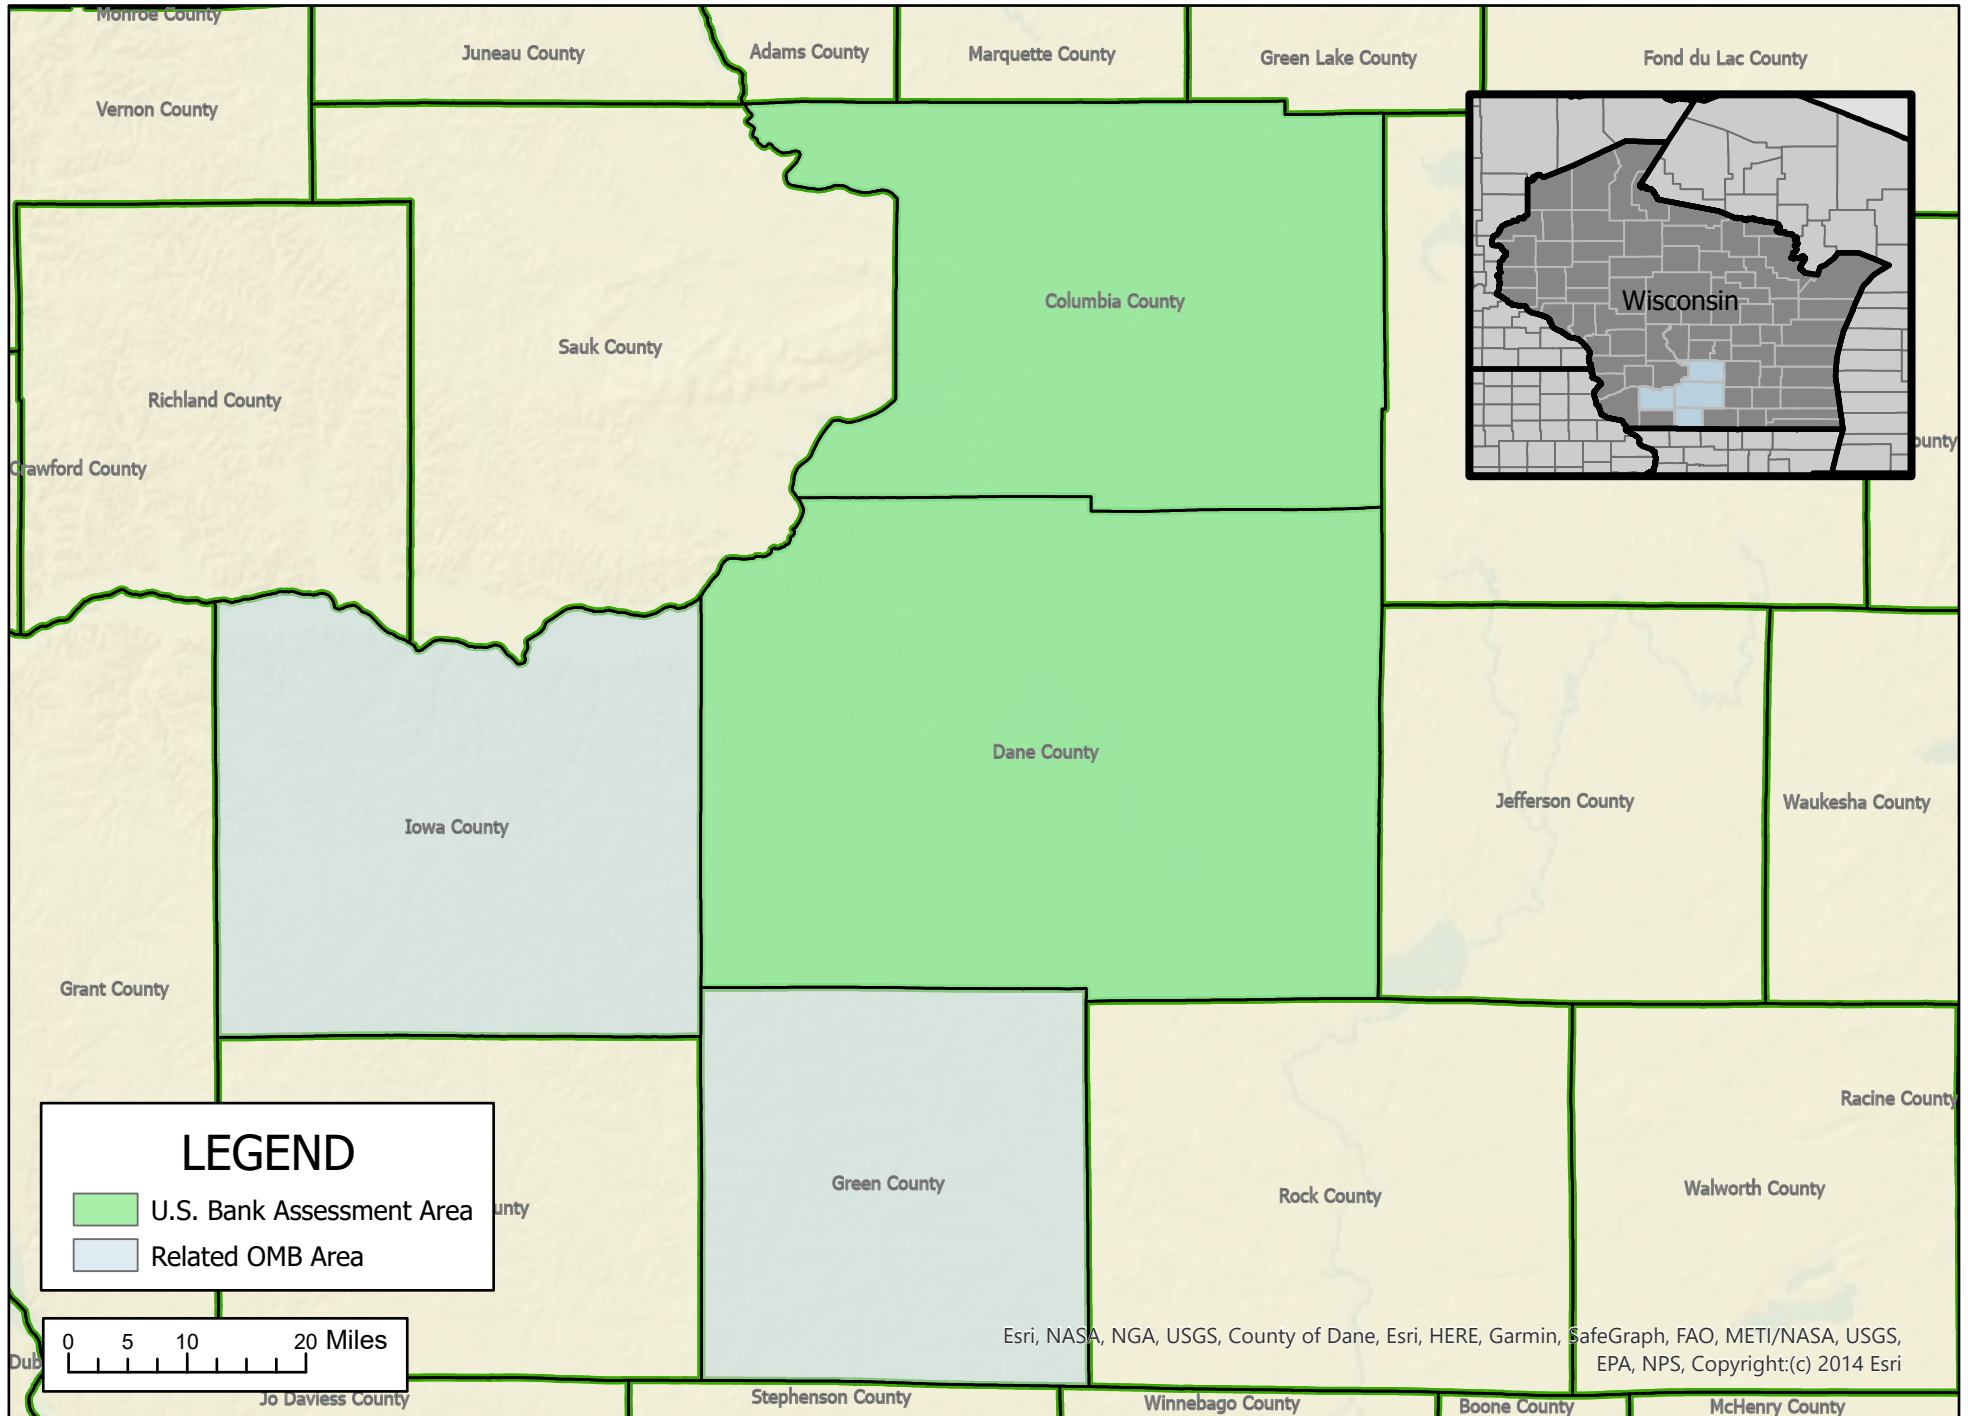 Monroe County
Juneau County
Adams County
Marquette County
Green Lake County
Fond du Lac County
Vernon County
Wisconsin
Columbia County
Sauk County
Richland County
Crawford County
ounty
Dane County
Jefferson County
Waukesha County
Iowa County
Grant County
Racine County
Green County
Rock County
Walworth County
LEGEND
U.S. Bank Assessment Area
unty
Related OMB Area
0 5 10 20 Miles
Esri, NASA, NGA, USGS, County of Dane, Esri, HERE, Garmin, SafeGraph, FAO, METI/NASA, USGS,
EPA, NPS, Copyright:(c) 2014 Esri
Dub
Jo Daviess County
Stephenson County
Winnebago County
Boone County
McHenry County